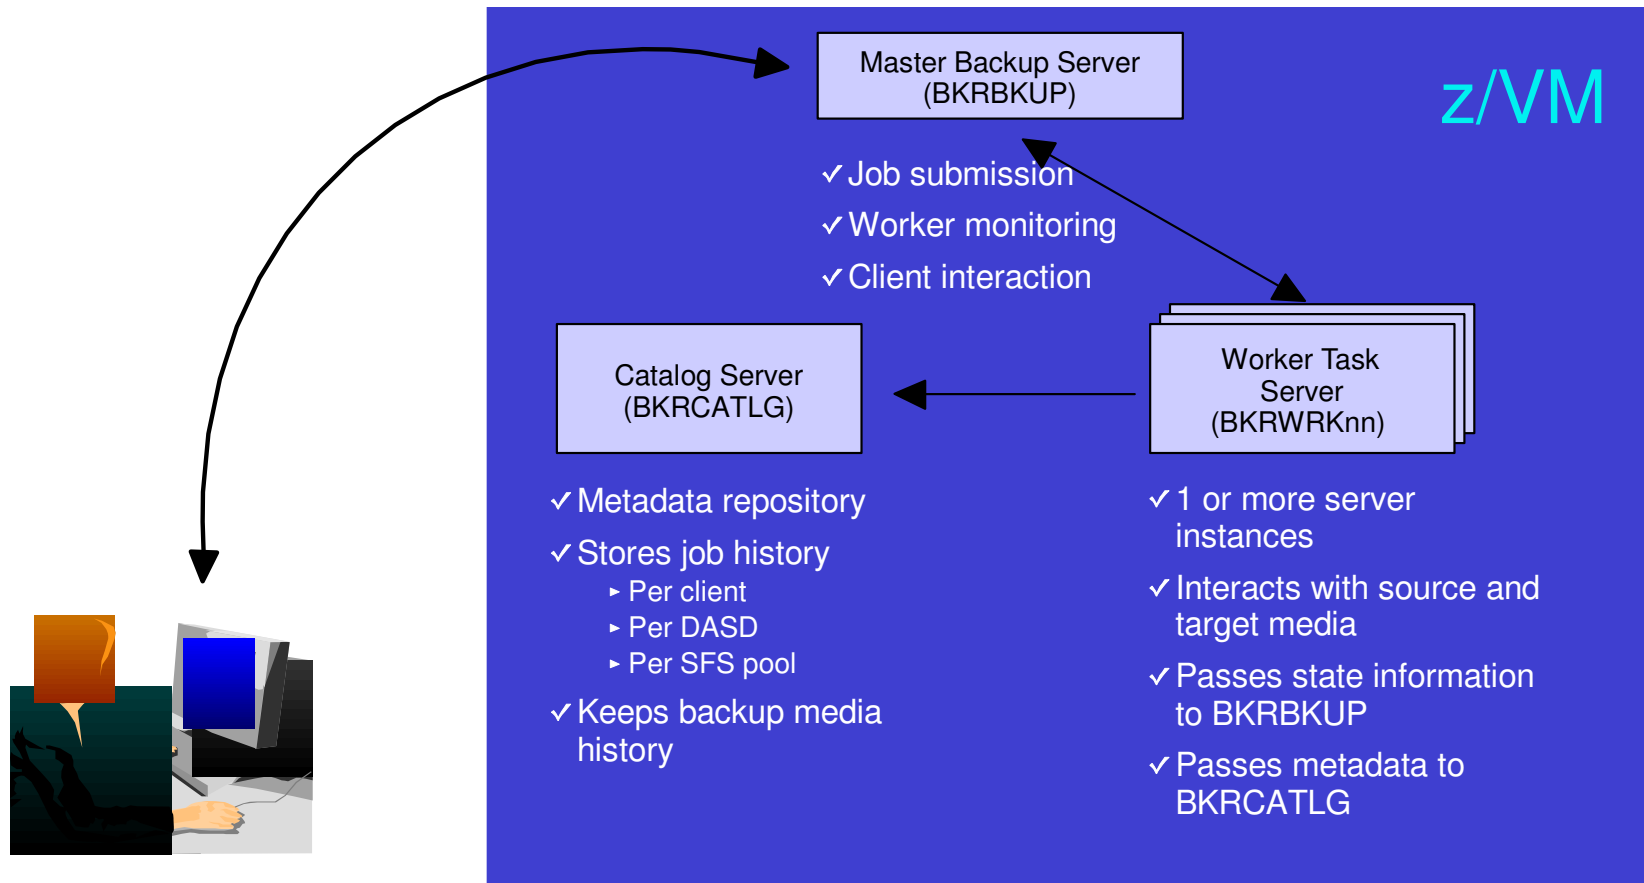 Master Backup Server
(BKRBKUP)
z/VM
✓ Job submission
✓ Worker monitoring
✓ Client interaction
Catalog Server
(BKRCATLG)
Worker Task
Server
(BKRWRKnn)
✓ Metadata repository
✓ Stores job history
▸ Per client
▸ Per DASD
▸ Per SFS pool
✓ Keeps backup media
history
✓ 1 or more server
instances
✓ Interacts with source and
target media
✓ Passes state information
to BKRBKUP
✓ Passes metadata to
BKRCATLG